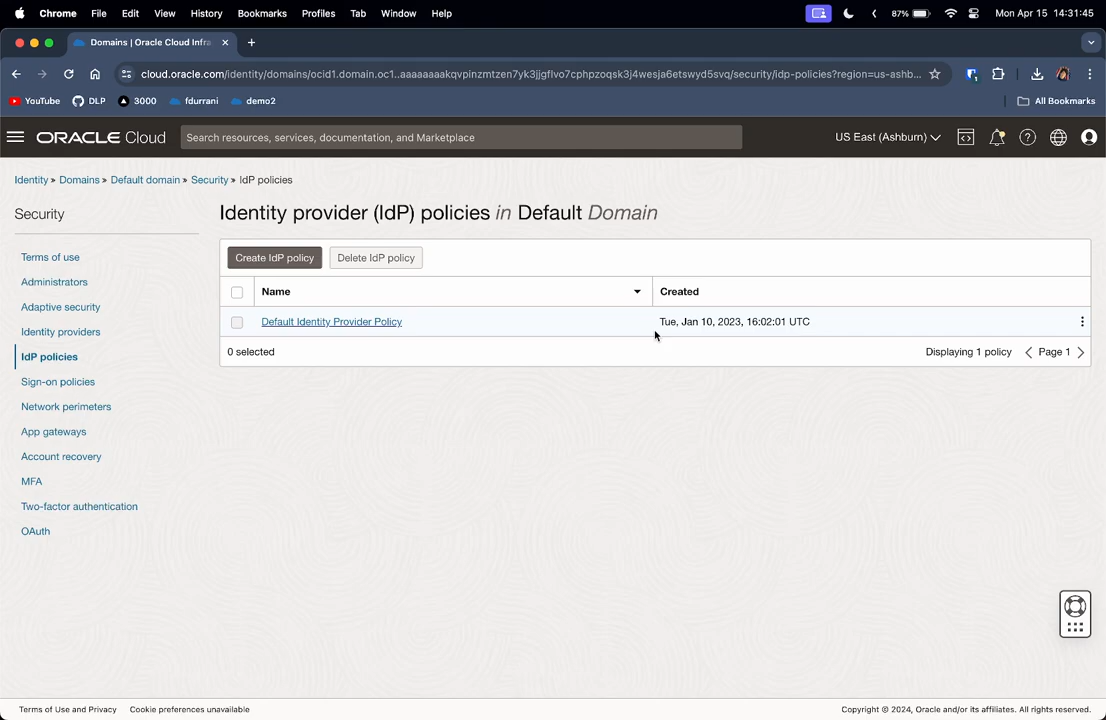 Chrome File Edit View History Bookmarks Profiles Tab Window Help 87% Mon Apr 15 14:31:45
Domains | Oracle Cloud Infra
cloud.oracle.com/identity/domains/ocid1.domain.oc1..aaaaaaaakqvpinzmtzen7yk3jjgflvo7cphpzoqsk3j4wesja6etswyd5svq/security/idp-policies?region=us-ashb...
YouTube DLP 3000 fdurrani demo2 All Bookmarks
ORACLE Cloud Search resources, services, documentation, and Marketplace US East (Ashburn)
Identity » Domains » Default domain » Security » IdP policies
Security
Terms of use
Administrators
Adaptive security
Identity providers
IdP policies
Sign-on policies
Network perimeters
App gateways
Account recovery
MFA
Two-factor authentication
OAuth
Identity provider (IdP) policies in Default Domain
Create IdP policy Delete IdP policy
Name Created
Default Identity Provider Policy Tue, Jan 10, 2023, 16:02:01 UTC
0 selected Displaying 1 policy Page 1
Terms of Use and Privacy Cookie preferences unavailable Copyright © 2024, Oracle and/or its affiliates. All rights reserved.